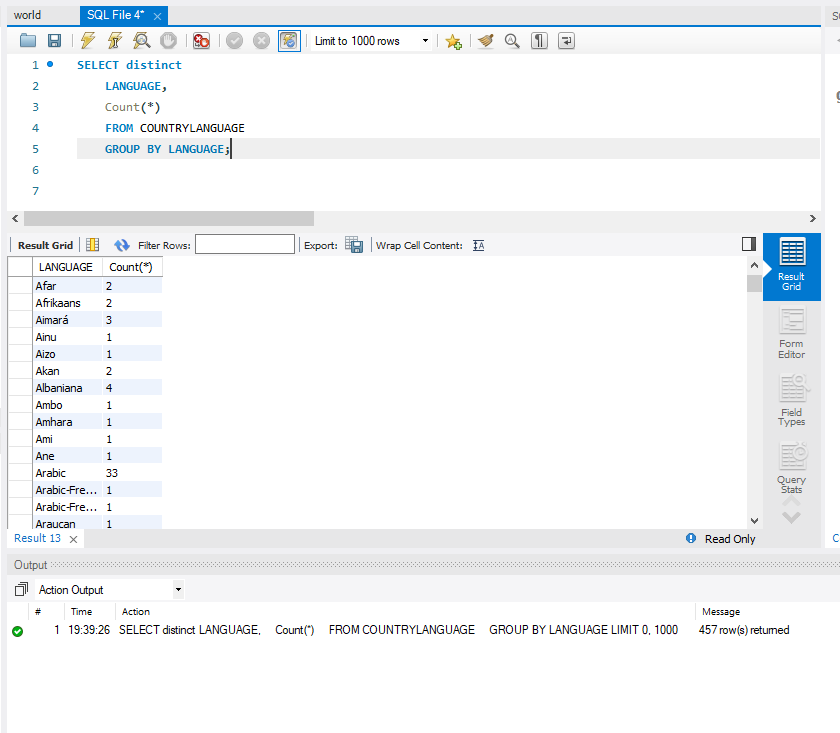 world
SQL File 4*
Limit to 1000 rows
1 SELECT distinct
2 LANGUAGE,
3 Count(*)
4 FROM COUNTRYLANGUAGE
5 GROUP BY LANGUAGE;
6
7
Result Grid
Filter Rows:
Export:
Wrap Cell Content:
LANGUAGE Count(*)
Afar 2
Afrikaans 2
Aimará 3
Ainu 1
Aizo 1
Akan 2
Albaniana 4
Ambo 1
Amhara 1
Ami 1
Ane 1
Arabic 33
Arabic-Fre... 1
Arabic-Fre... 1
Araucan 1
Result
Grid
Form
Editor
Field
Types
Query
Stats
Result 13
Read Only
Output
Action Output
# Time Action Message
1 19:39:26 SELECT distinct LANGUAGE, Count(*) FROM COUNTRYLANGUAGE GROUP BY LANGUAGE LIMIT 0, 1000 457 row(s) returned